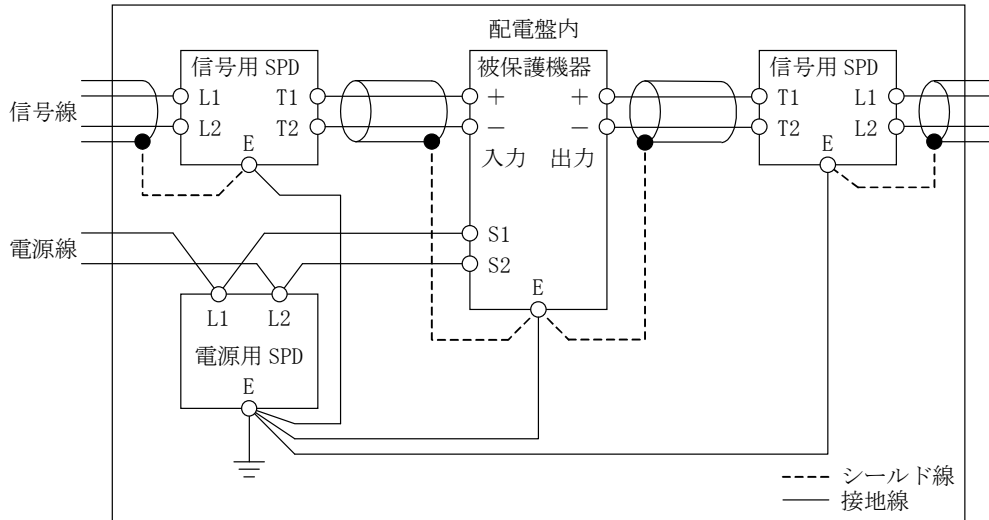 配電盤内
信号用 SPD
被保護機器
信号用 SPD
信号線
L1
T1
+
+
T1
L1
L2
T2
−
−
T2
L2
E
入力
出力
E
電源線
S1
S2
L1
L2
E
電源用 SPD
E
シールド線
接地線